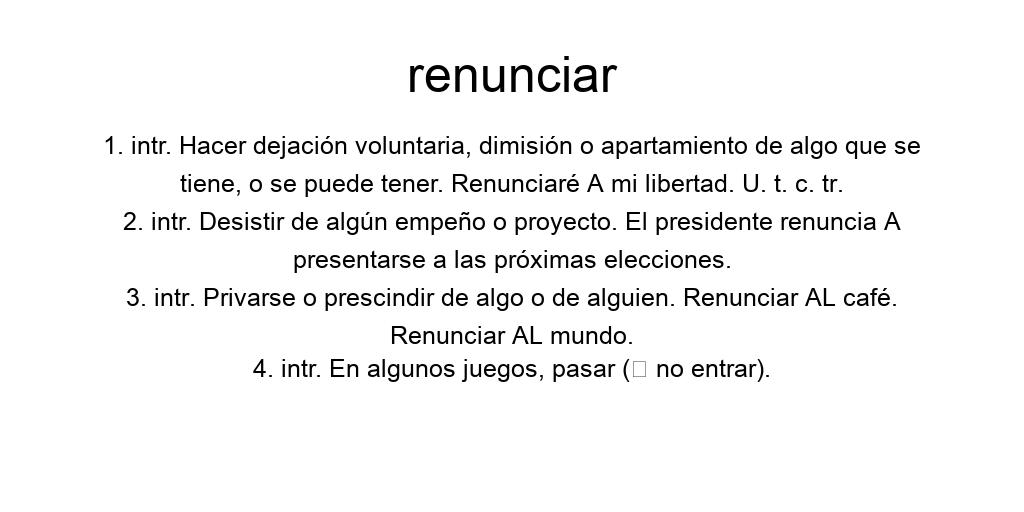 renunciar
1. intr. Hacer dejación voluntaria, dimisión o apartamiento de algo que se
tiene, o se puede tener. Renunciaré A mi libertad. U. t. c. tr.
2. intr. Desistir de algún empeño o proyecto. El presidente renuncia A
presentarse a las próximas elecciones.
3. intr. Privarse o prescindir de algo o de alguien. Renunciar AL café.
Renunciar AL mundo.
4. intr. En algunos juegos, pasar (□ no entrar).